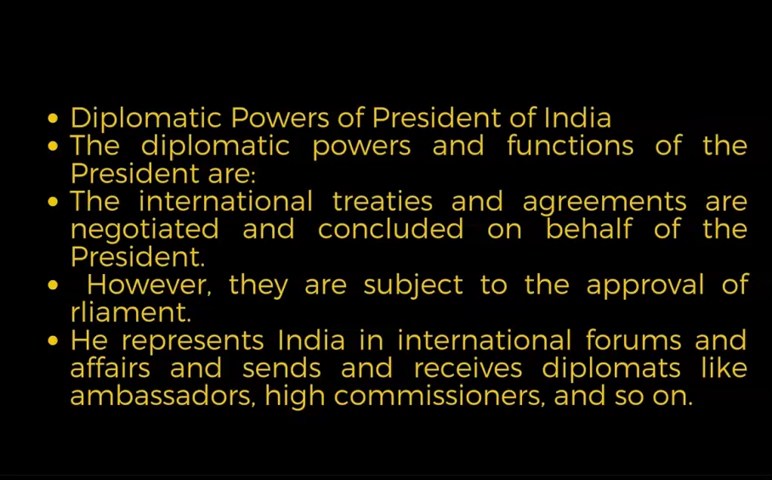 • Diplomatic Powers of President of India
• The diplomatic powers and functions of the
President are:
• The international treaties and agreements are
negotiated and concluded on behalf of the
President.
• However, they are subject to the approval of
rliament.
• He represents India in international forums and
affairs and sends and receives diplomats like
ambassadors, high commissioners, and so on.